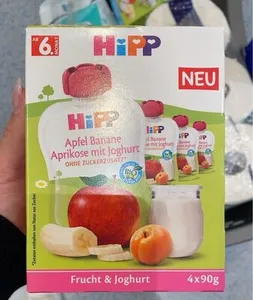 AB
6.
MONAT
HiPP
NEU
HiPP
Apfel Banane
Aprikose mit Joghurt
OHNE ZUCKERZUSATZ*
Frucht & Joghurt
4x90g